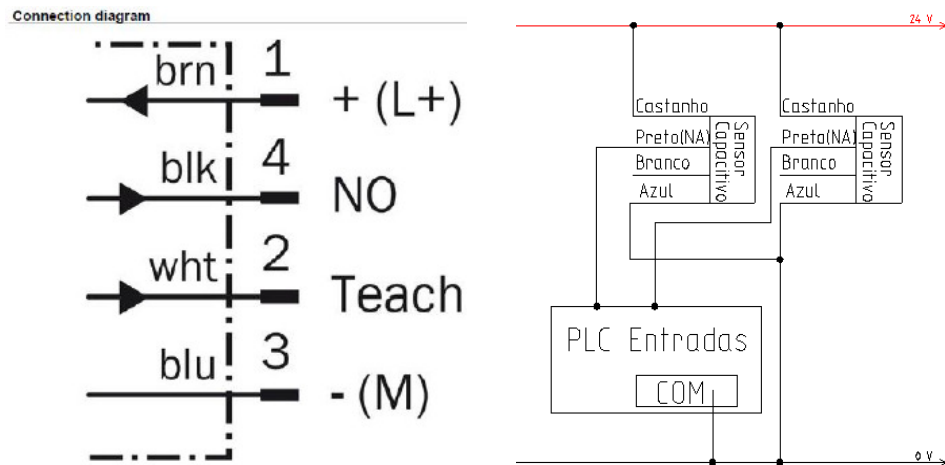 Connection diagram
brn 1 + (L+)
blk 4 NO
wht 2 Teach
blu 3 - (M)
24 V
Castanho
Preto(NA)
Branco
Azul
Sensor
Capacitivo
Castanho
Preta(NA)
Branco
Azul
Sensor
Capacitivo
PLC Entradas
COM
0 V